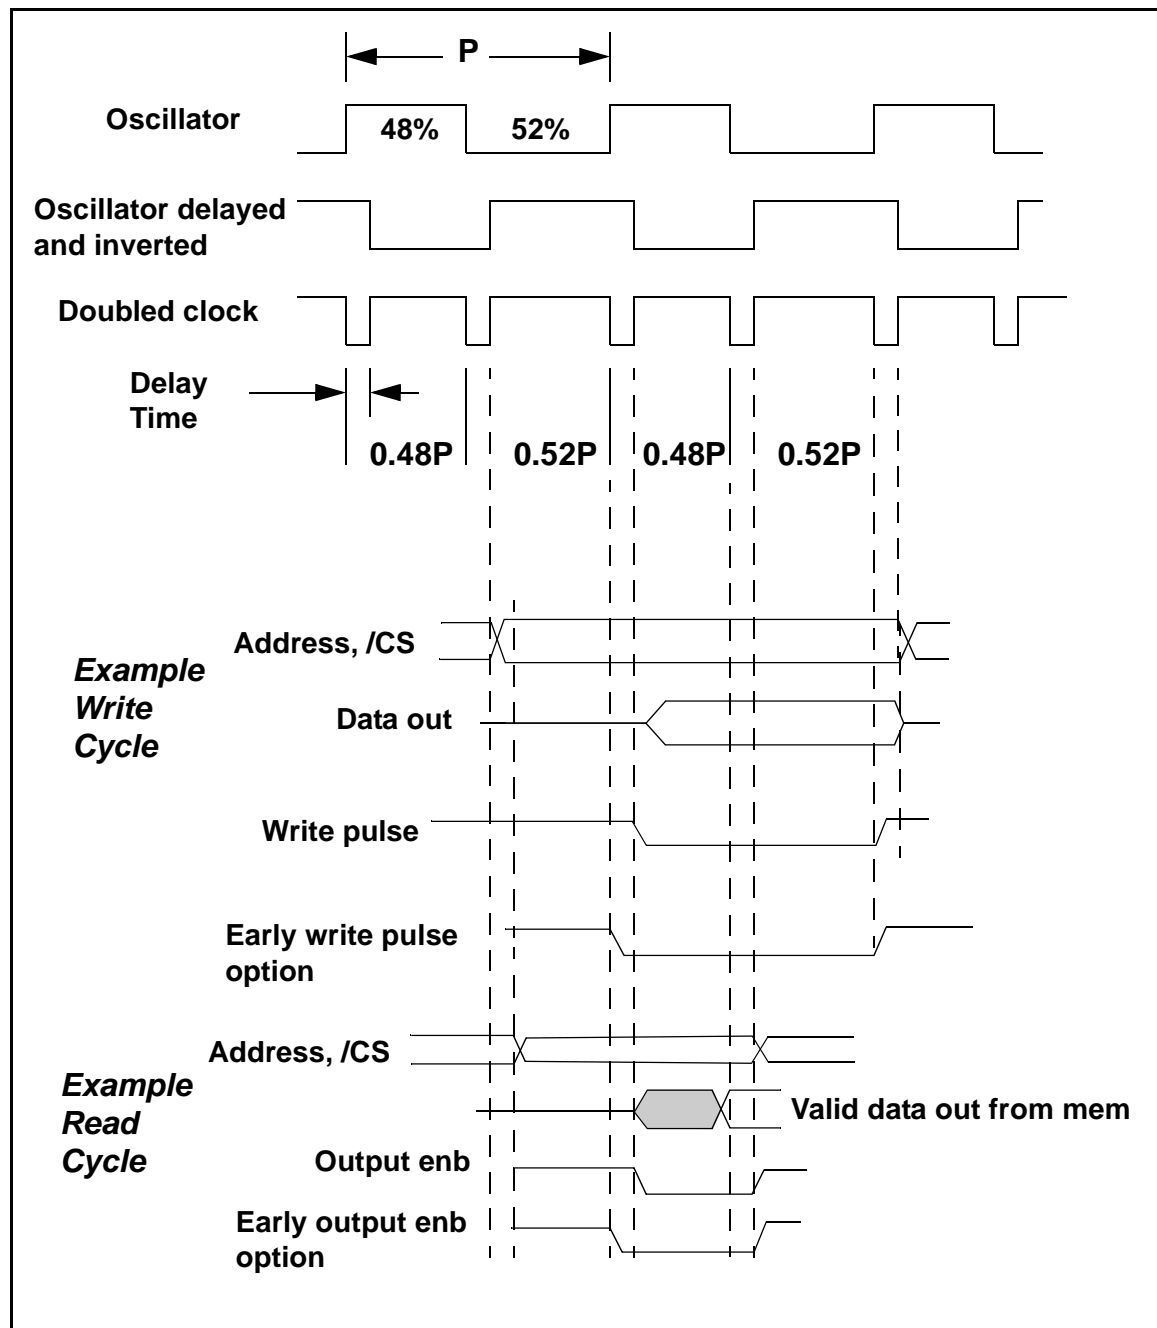 P
Oscillator
48%
52%
Oscillator delayed
and inverted
Doubled clock
Delay
Time
0.48P
0.52P
0.48P
0.52P
Example
Write
Cycle
Address, /CS
Data out
Write pulse
Early write pulse
option
Example
Read
Cycle
Address, /CS
Valid data out from mem
Output enb
Early output enb
option